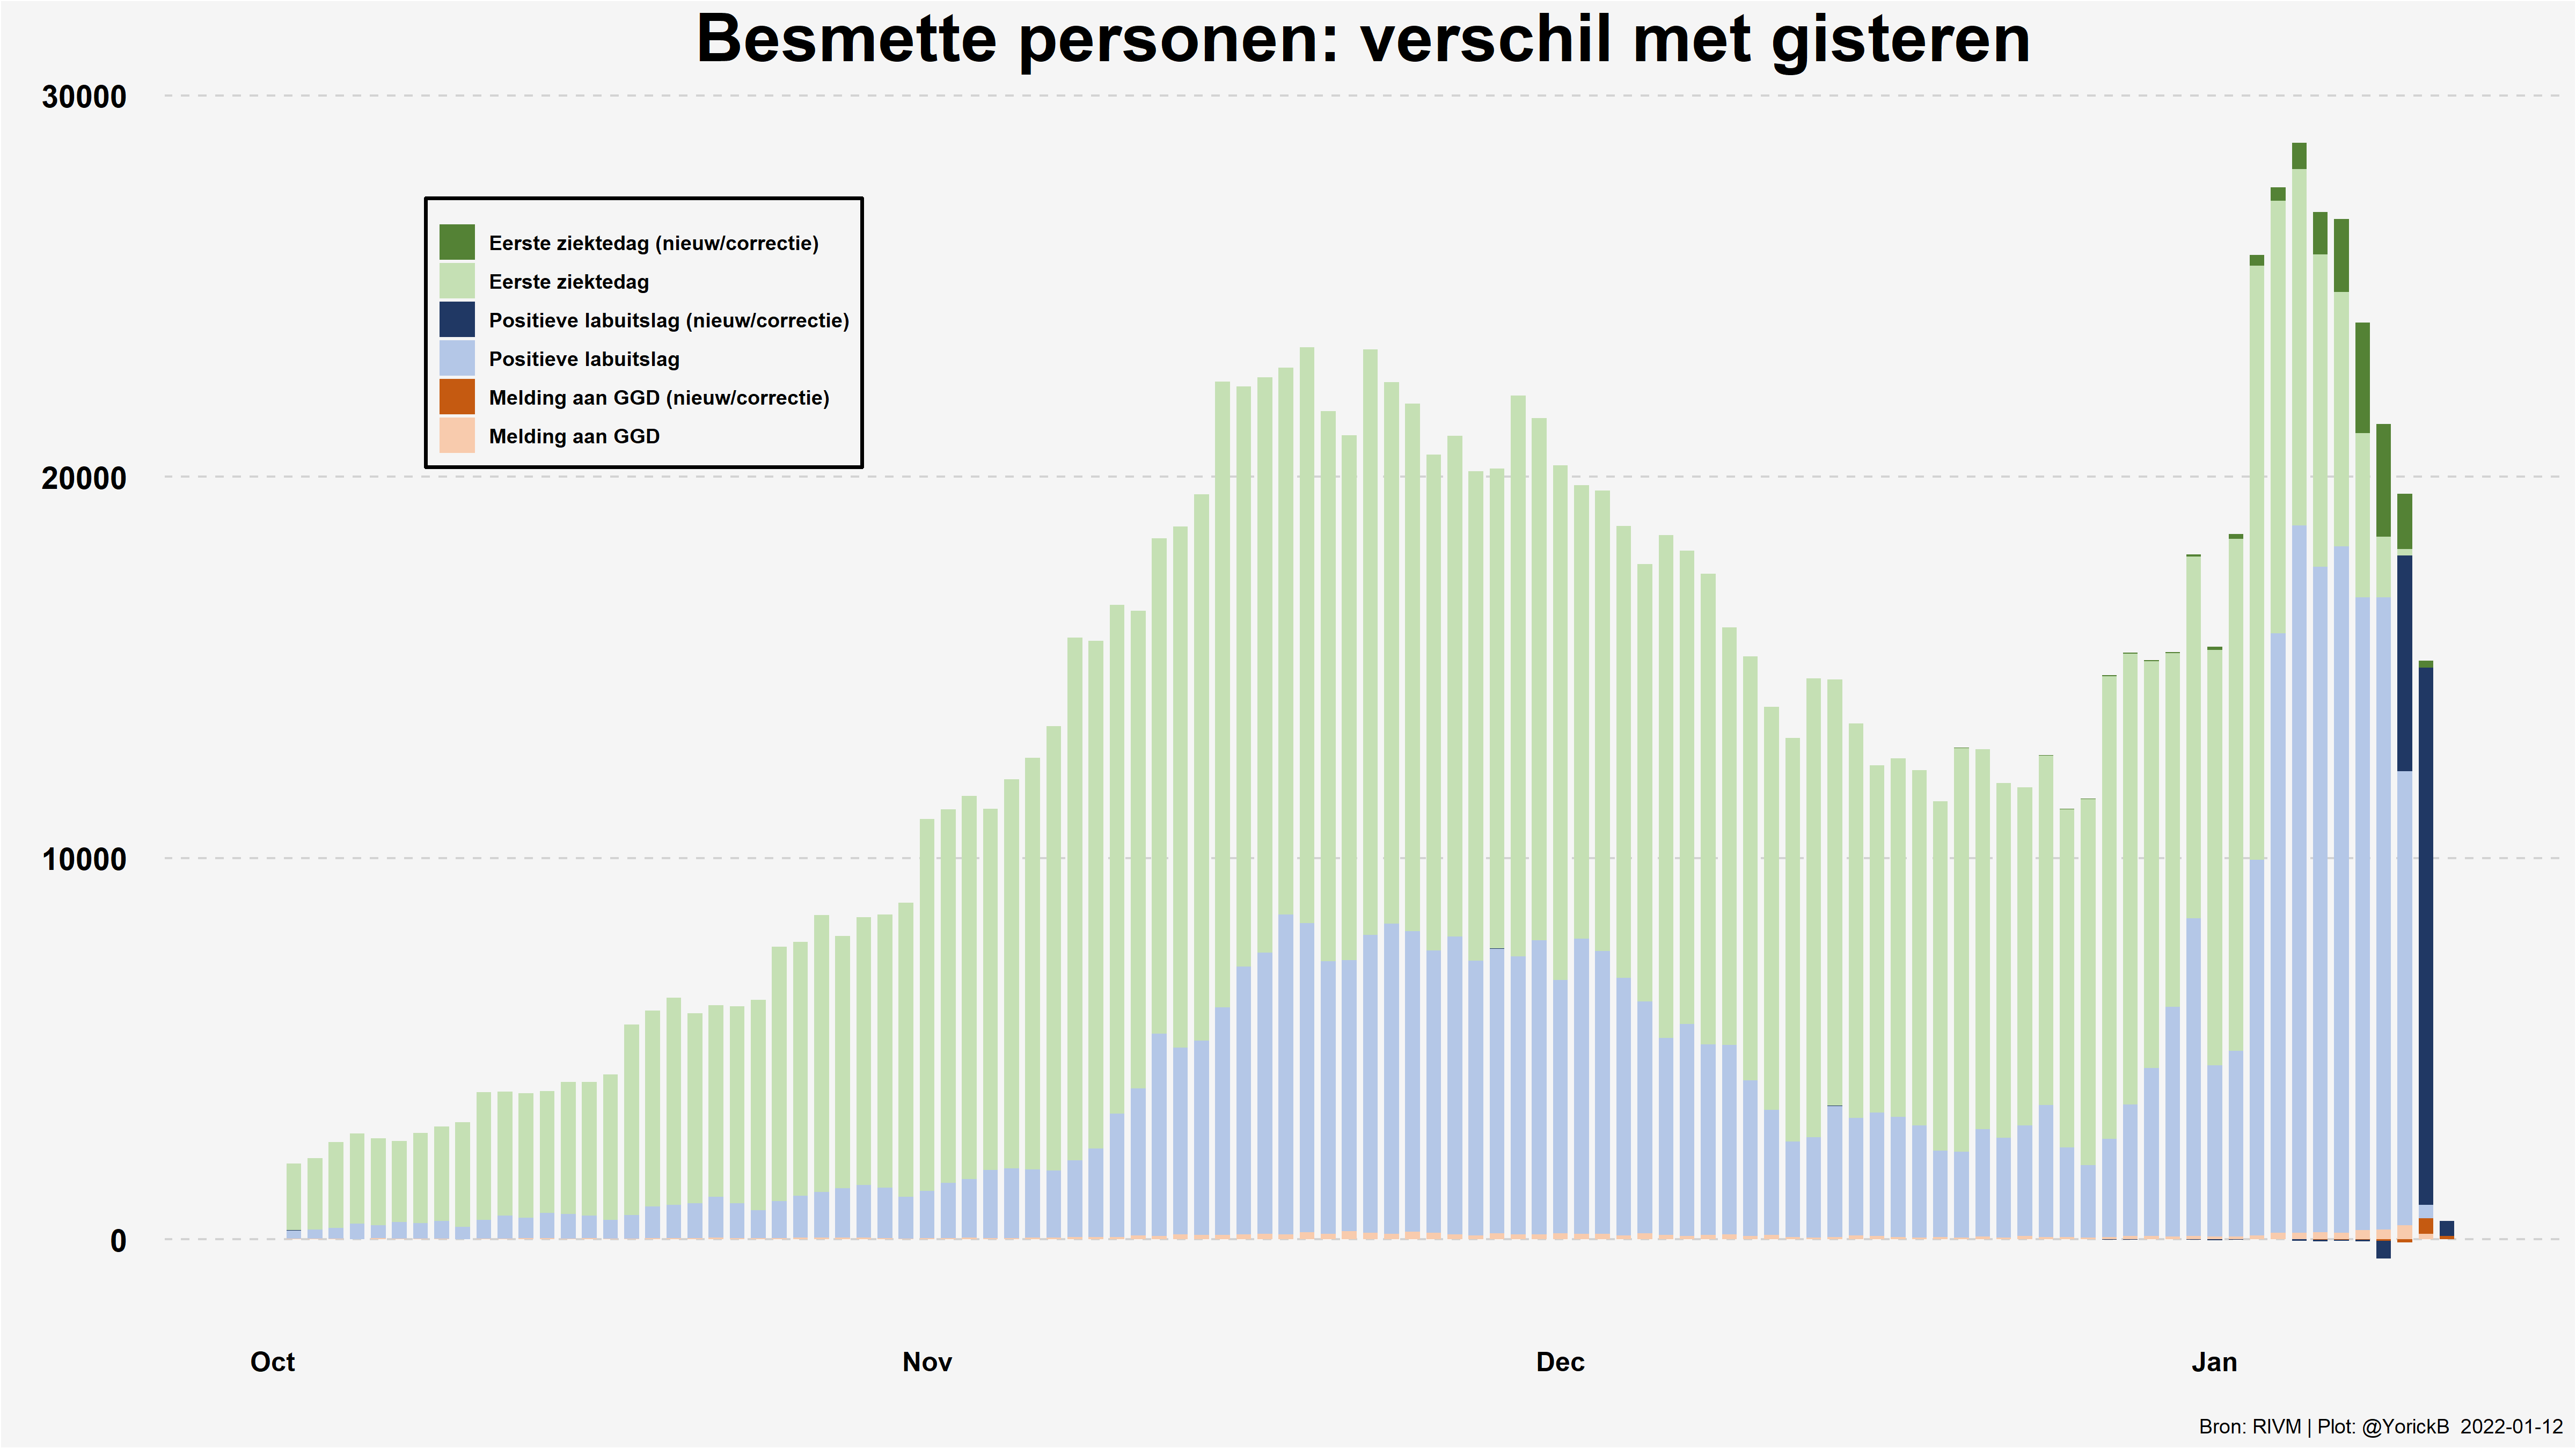 Besmette personen: verschil met gisteren
30000
Eerste ziektedag (nieuw/correctie)
Eerste ziektedag
Positieve labuitslag (nieuw/correctie)
Positieve labuitslag
Melding aan GGD (nieuw/correctie)
Melding aan GGD
20000
10000
0
Oct Nov Dec Jan
Bron: RIVM | Plot: @YorickB 2022-01-12